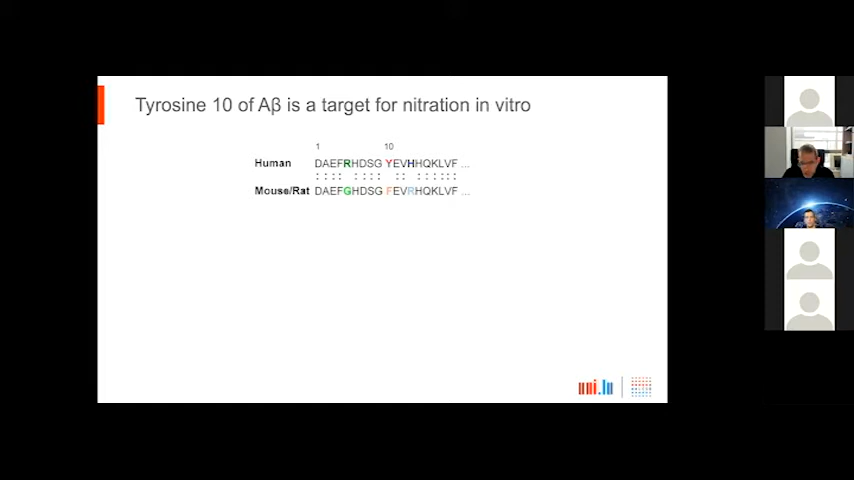 Tyrosine 10 of Aβ is a target for nitration in vitro
1 10
Human DAEFRHDSG YEVHHQKLVF ...
:::: :::: :: ::::::
Mouse/Rat DAEFGHDSG FEVRHQKLVF ...
uni.lu